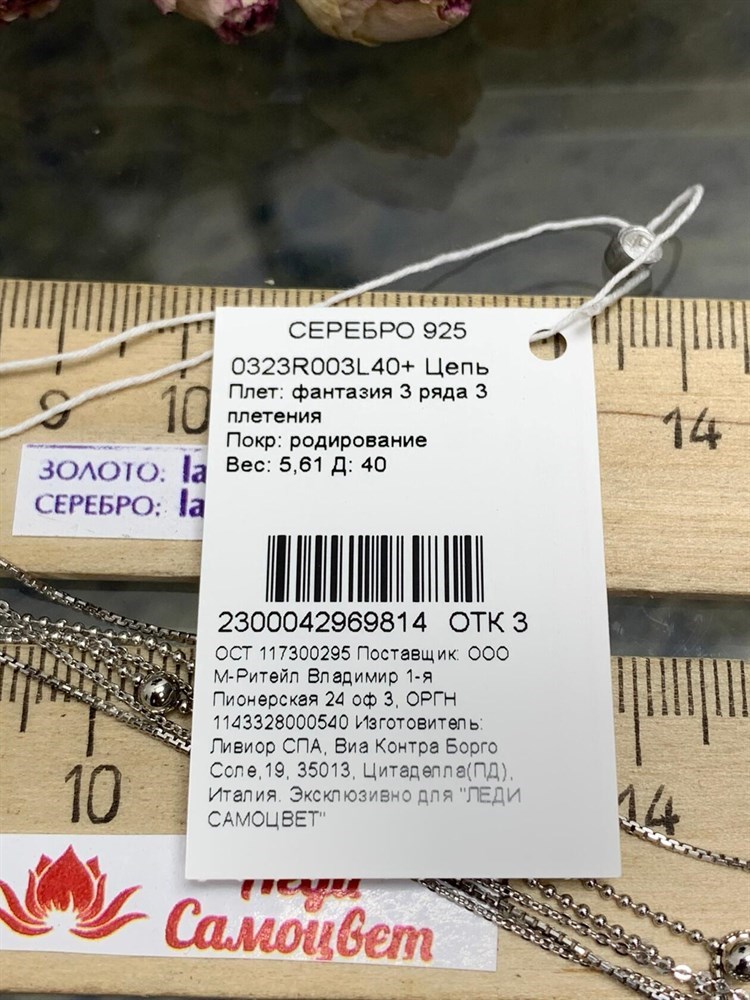 СЕРЕБРО 925
0323R003L40+ Цепь
Плет: фантазия 3 ряда 3
плетения
Покр: родирование
Вес: 5,61 Д: 40
9 10 14
ЗОЛОТО: la
СЕРЕБРО: la
2300042969814 ОТК 3
ОСТ 117300295 Поставщик: ООО
М-Ритейл Владимир 1-я
Пионерская 24 оф 3, ОРГН
1143328000540 Изготовитель:
Ливиор СПА, Виа Контра Борго
Соле,19, 35013, Цитаделла(ПД),
Италия. Эксклюзивно для "ЛЕДИ
САМОЦВЕТ"
10 14
Леди
Самоцвет